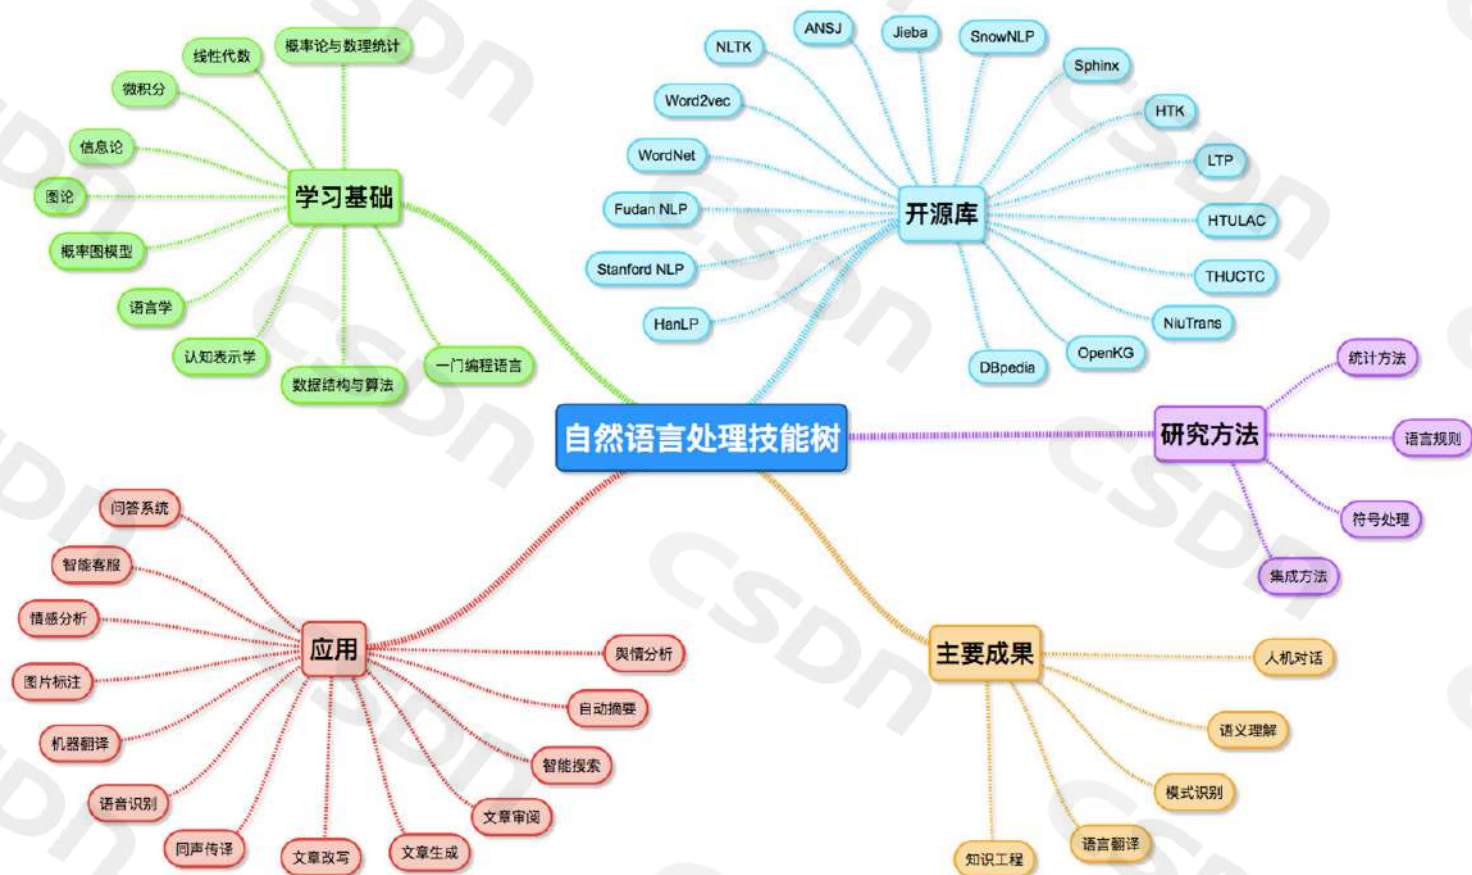 自然语言处理技能树
学习基础
概率论与数理统计
线性代数
微积分
信息论
图论
概率图模型
语言学
认知表示学
数据结构与算法
一门编程语言
开源库
ANSJ
Jieba
SnowNLP
NLTK
Sphinx
Word2vec
HTK
WordNet
LTP
Fudan NLP
HTULAC
Stanford NLP
THUCTC
HanLP
NiuTrans
OpenKG
DBpedia
研究方法
统计方法
语言规则
符号处理
集成方法
应用
问答系统
智能客服
情感分析
图片标注
机器翻译
语音识别
同声传译
文章改写
文章生成
文章审阅
智能搜索
自动摘要
舆情分析
主要成果
人机对话
语义理解
模式识别
语言翻译
知识工程
CSDN
CSDN
CSDN
CSDN
CSDN
CSDN
CSDN
CSDN